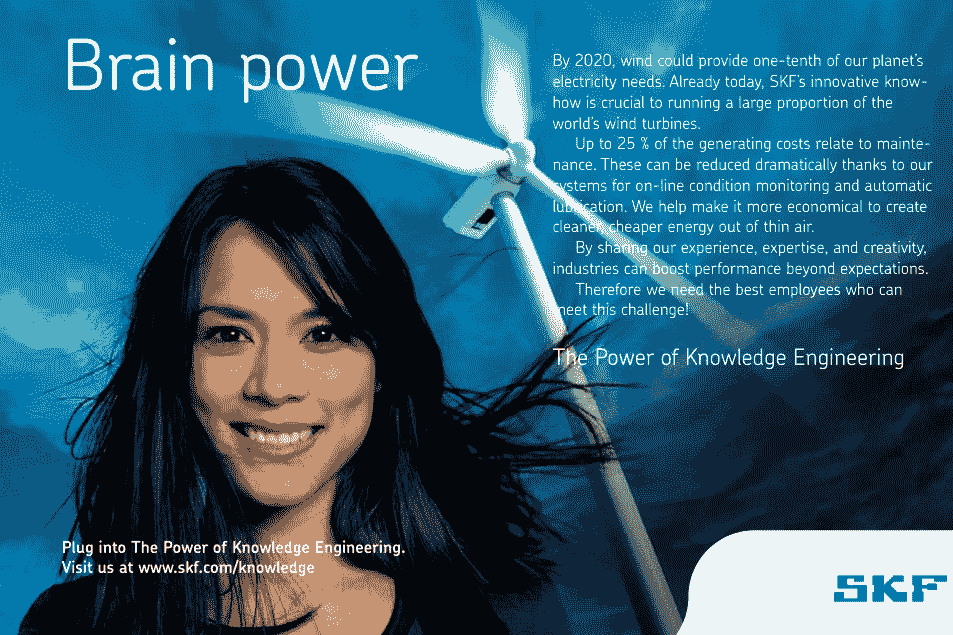 Brain power
By 2020, wind could provide one-tenth of our planet's
electricity needs. Already today, SKF's innovative know-
how is crucial to running a large proportion of the
world's wind turbines.
Up to 25 % of the generating costs relate to mainte-
nance. These can be reduced dramatically thanks to our
systems for on-line condition monitoring and automatic
lubrication. We help make it more economical to create
cleaner, cheaper energy out of thin air.
By sharing our experience, expertise, and creativity,
industries can boost performance beyond expectations.
Therefore we need the best employees who can
meet this challenge!
The Power of Knowledge Engineering
Plug into The Power of Knowledge Engineering.
Visit us at www.skf.com/knowledge
SKF